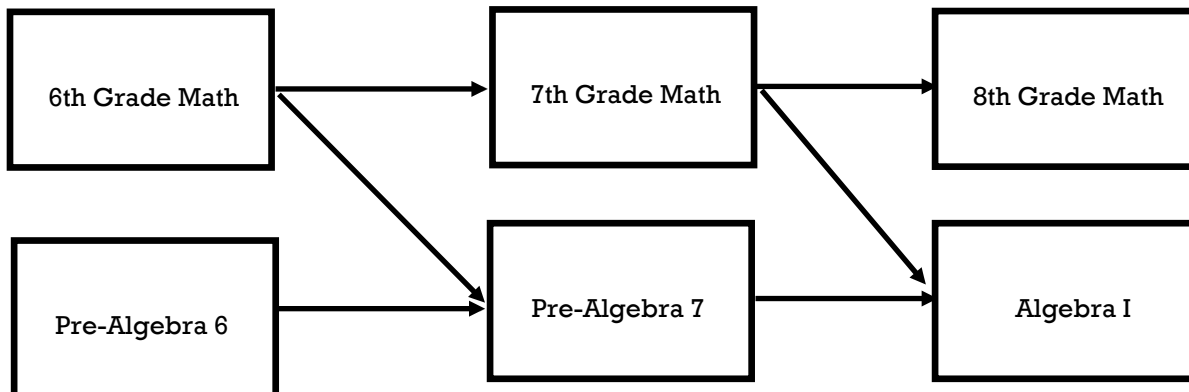 6th Grade Math
7th Grade Math
8th Grade Math
Pre-Algebra 6
Pre-Algebra 7
Algebra I